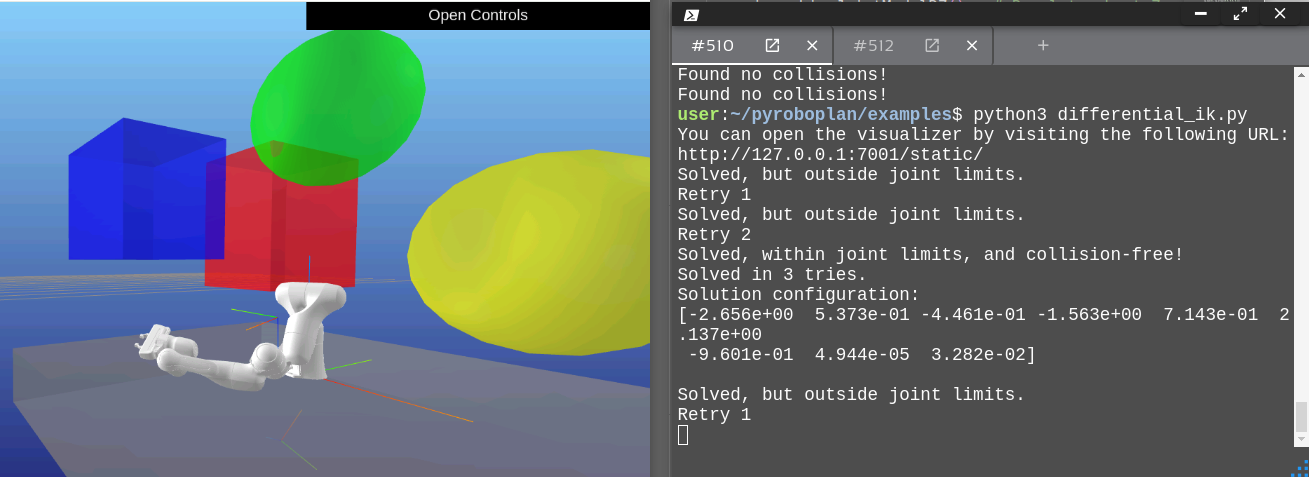 Open Controls
#510
#512
Found no collisions!
Found no collisions!
user:~/pyroboplan/examples$ python3 differential_ik.py
You can open the visualizer by visiting the following URL:
http://127.0.0.1:7001/static/
Solved, but outside joint limits.
Retry 1
Solved, but outside joint limits.
Retry 2
Solved, within joint limits, and collision-free!
Solved in 3 tries.
Solution configuration:
[-2.656e+00  5.373e-01 -4.461e-01 -1.563e+00  7.143e-01  2
.137e+00
 -9.601e-01  4.944e-05  3.282e-02]
Solved, but outside joint limits.
Retry 1